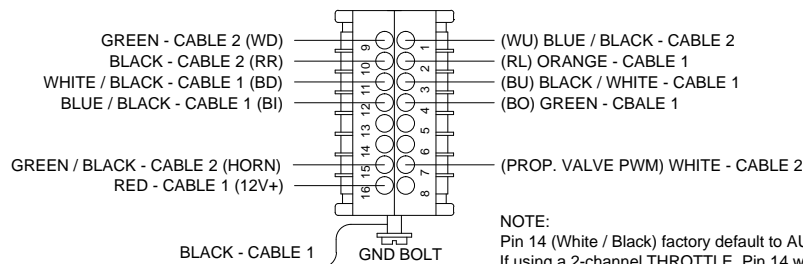 GREEN - CABLE 2 (WD)
BLACK - CABLE 2 (RR)
WHITE / BLACK - CABLE 1 (BD)
BLUE / BLACK - CABLE 1 (BI)
GREEN / BLACK - CABLE 2 (HORN)
RED - CABLE 1 (12V+)
9 10 11 12 13 14 15 16
1 2 3 4 5 6 7 8
(WU) BLUE / BLACK - CABLE 2
(RL) ORANGE - CABLE 1
(BU) BLACK / WHITE - CABLE 1
(BO) GREEN - CBALE 1
(PROP. VALVE PWM) WHITE - CABLE 2
BLACK - CABLE 1
GND BOLT
NOTE:
Pin 14 (White / Black) factory default to AU
If using a 2-channel THROTTLE, Pin 14 w